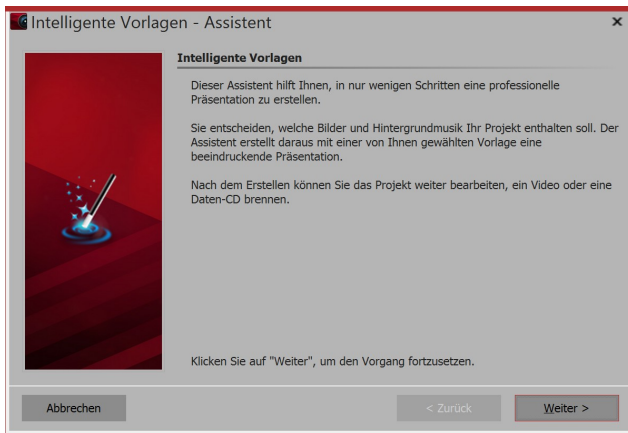 Intelligente Vorlagen - Assistent
Intelligente Vorlagen
Dieser Assistent hilft Ihnen, in nur wenigen Schritten eine professionelle
Präsentation zu erstellen.
Sie entscheiden, welche Bilder und Hintergrundmusik Ihr Projekt enthalten soll. Der
Assistent erstellt daraus mit einer von Ihnen gewählten Vorlage eine
beeindruckende Präsentation.
Nach dem Erstellen können Sie das Projekt weiter bearbeiten, ein Video oder eine
Daten-CD brennen.
Klicken Sie auf "Weiter", um den Vorgang fortzusetzen.
Abbrechen
< Zurück
Weiter >